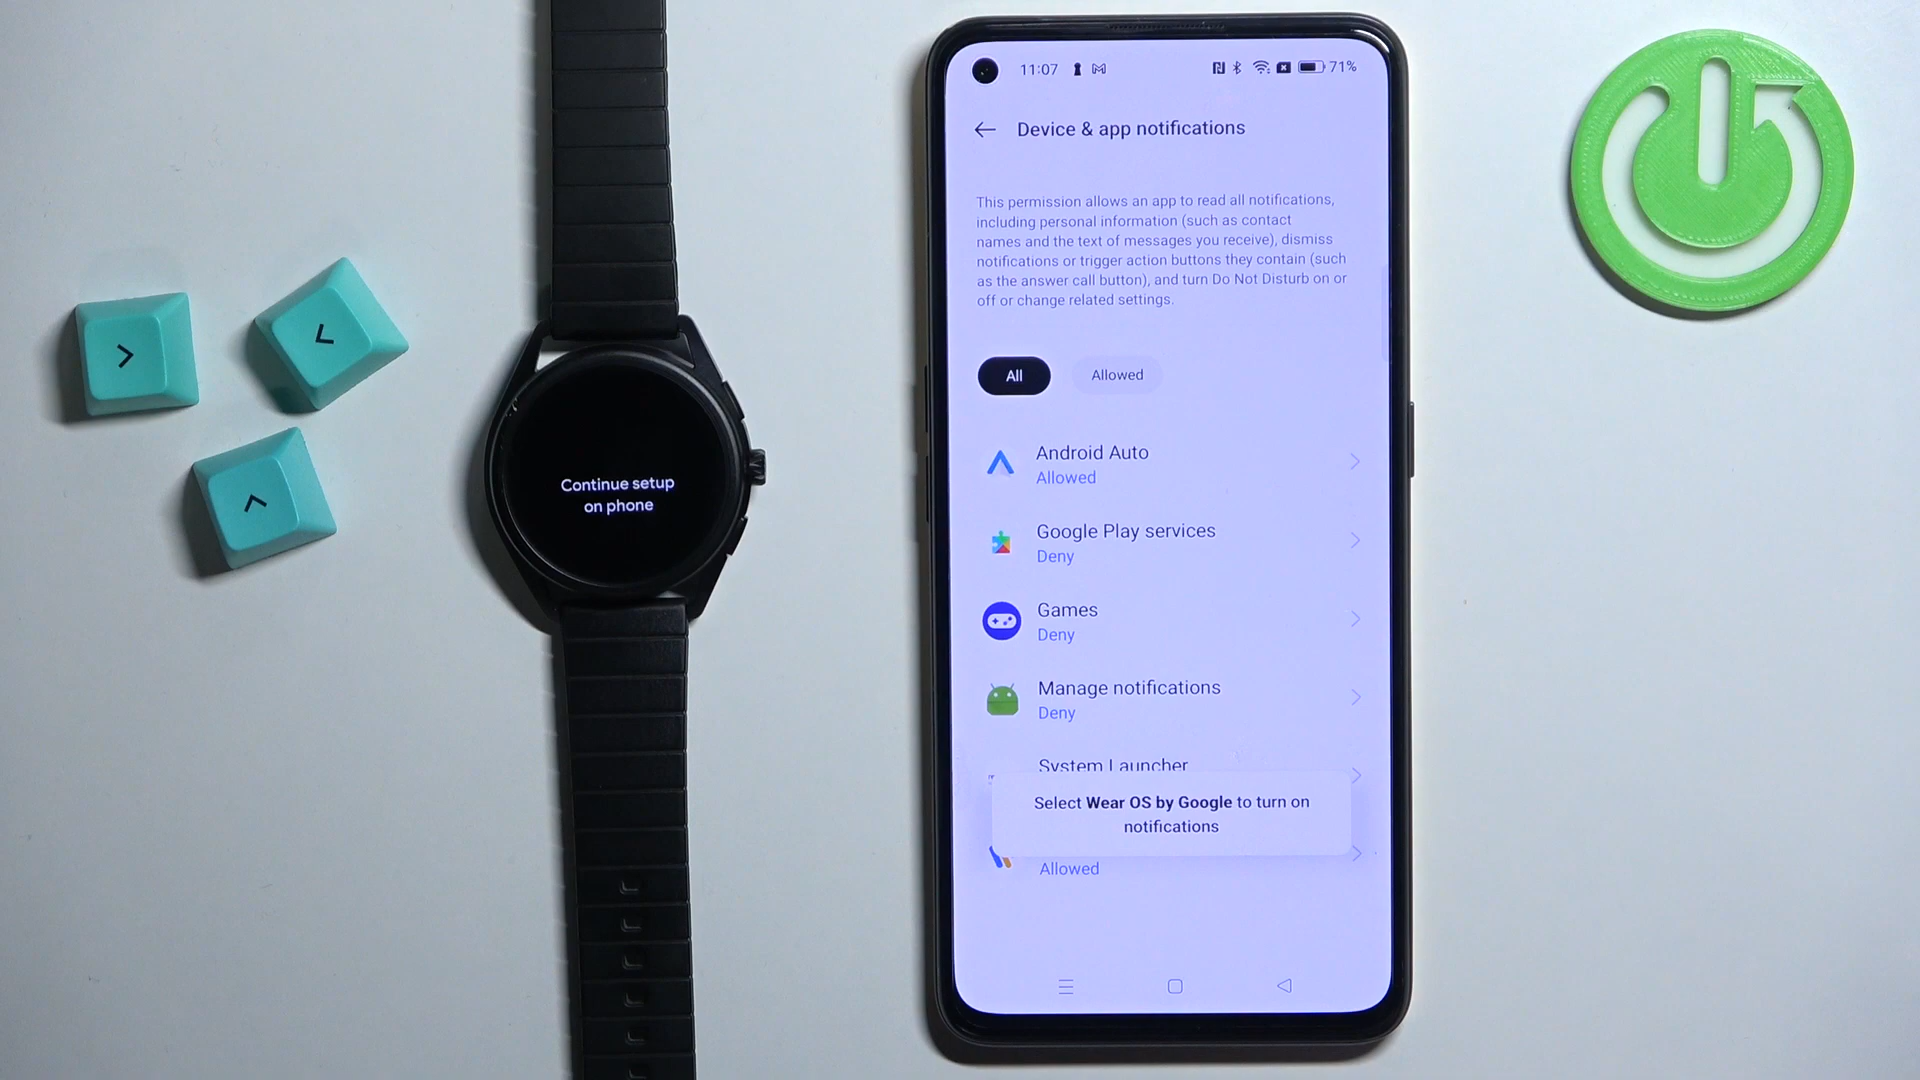 11:07
71%
Device & app notifications
This permission allows an app to read all notifications,
including personal information (such as contact
names and the text of messages you receive), dismiss
notifications or trigger action buttons they contain (such
as the answer call button), and turn Do Not Disturb on or
off or change related settings.
All
Allowed
Android Auto
Allowed
Google Play services
Deny
Games
Deny
Manage notifications
Deny
System Launcher
Select Wear OS by Google to turn on
notifications
Allowed
Continue setup
on phone